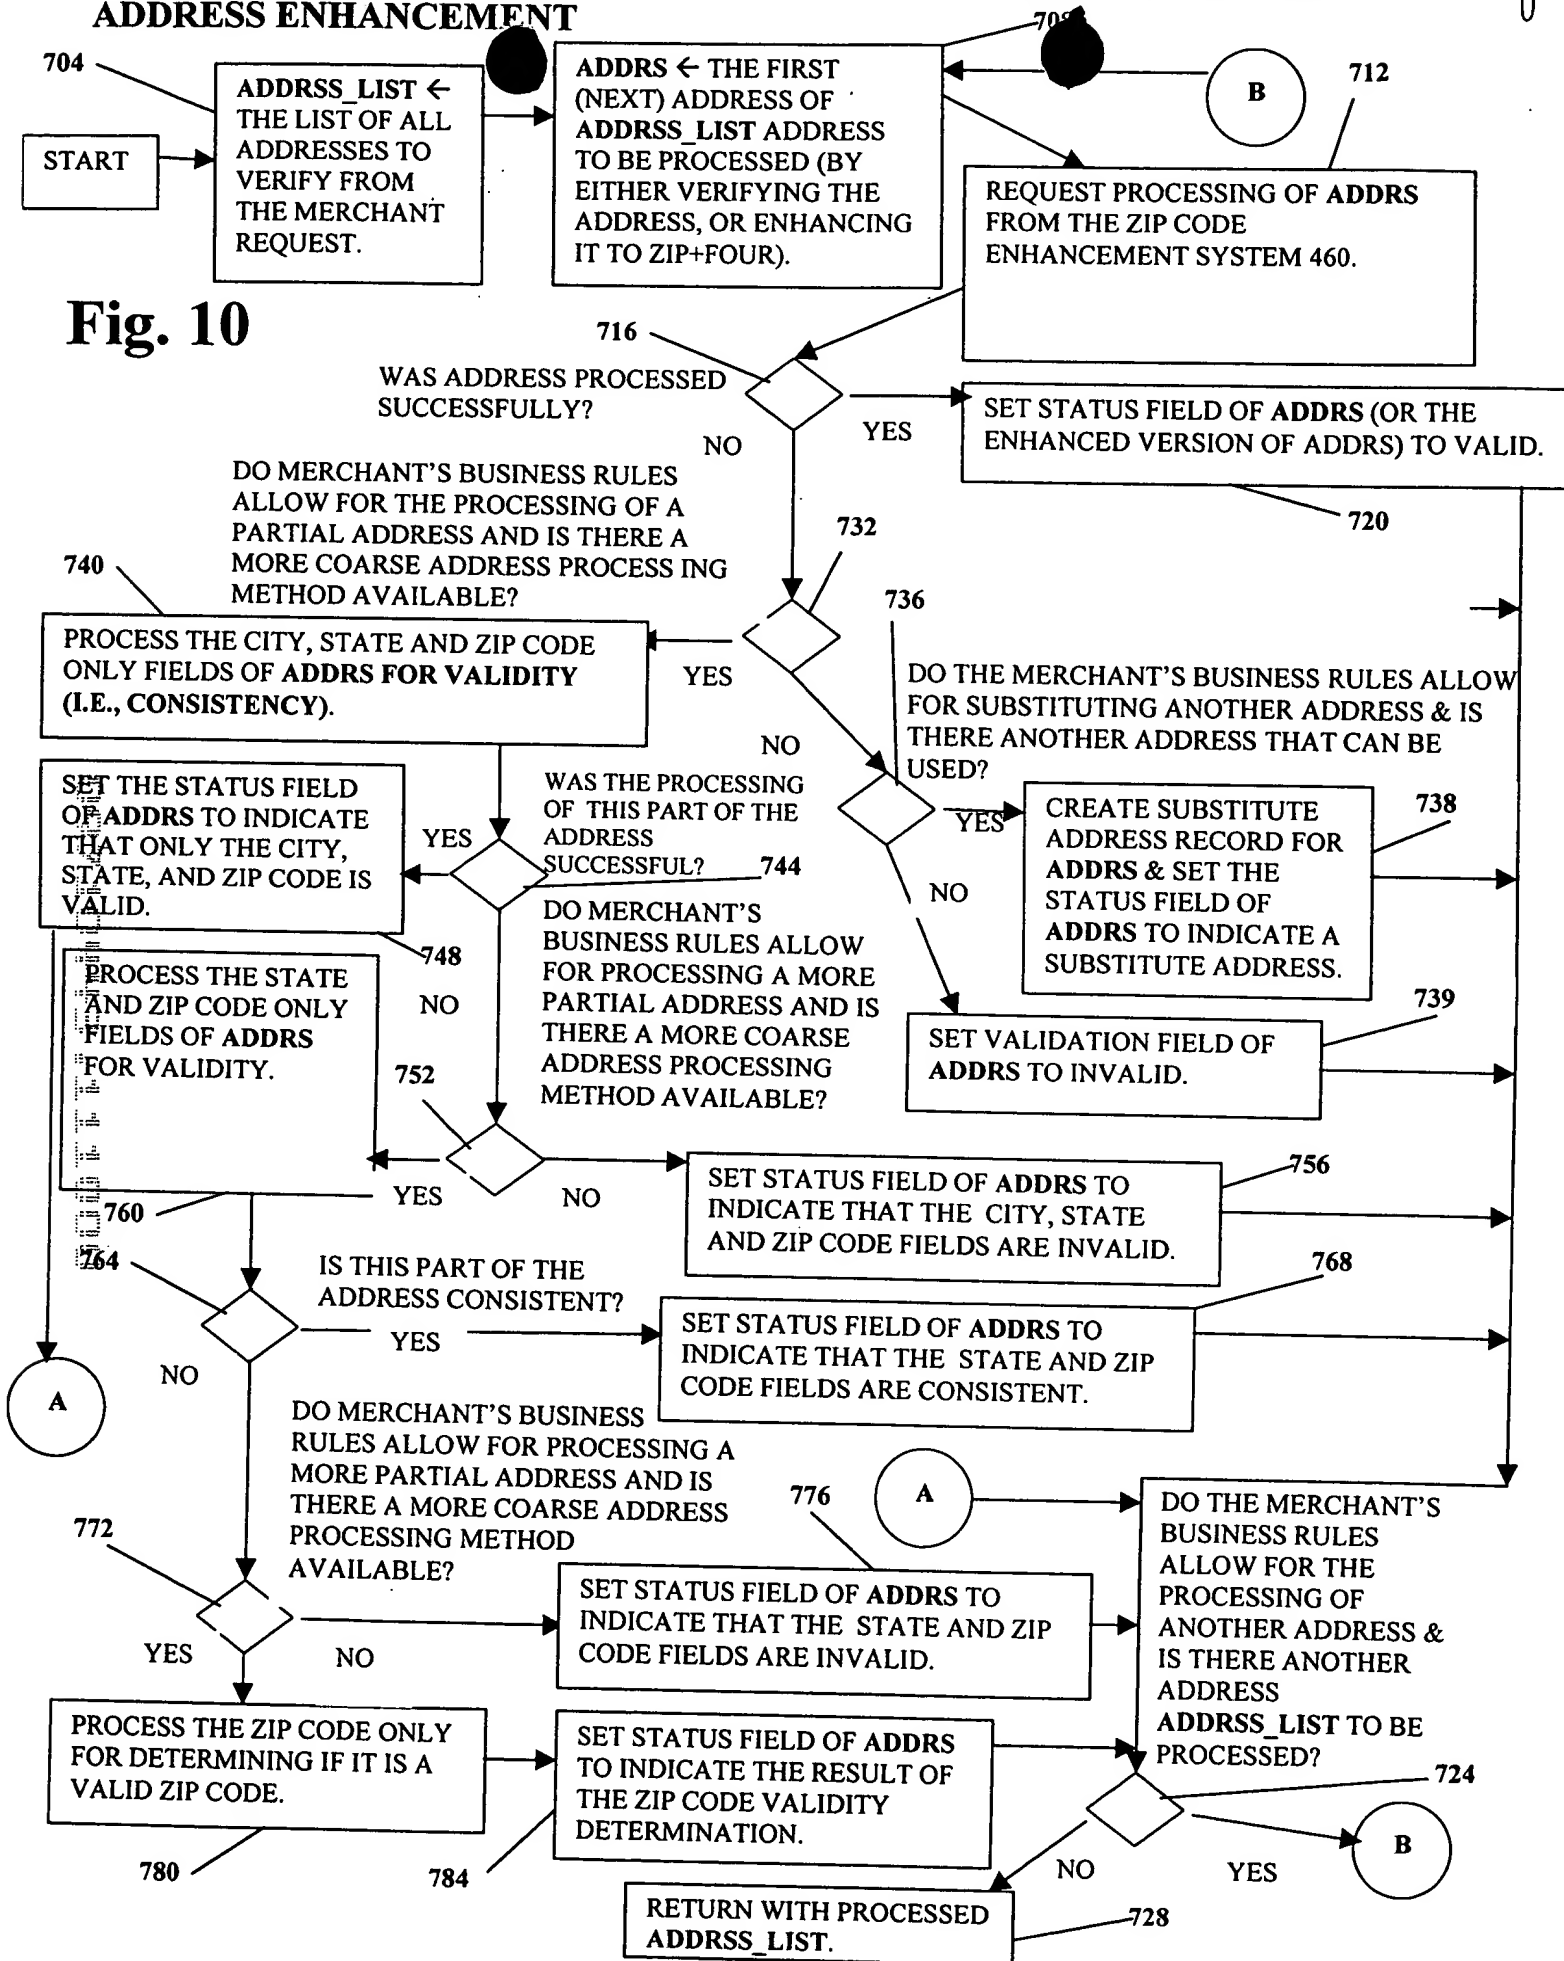 ADDRESS ENHANCEMENT
704
START
ADDRSS_LIST ←
THE LIST OF ALL
ADDRESSES TO
VERIFY FROM
THE MERCHANT
REQUEST.
ADDRS ← THE FIRST
(NEXT) ADDRESS OF
ADDRSS_LIST ADDRESS
TO BE PROCESSED (BY
EITHER VERIFYING THE
ADDRESS, OR ENHANCING
IT TO ZIP+FOUR).
B
712
REQUEST PROCESSING OF ADDRS
FROM THE ZIP CODE
ENHANCEMENT SYSTEM 460.
Fig. 10
716
WAS ADDRESS PROCESSED
SUCCESSFULLY?
NO
YES
SET STATUS FIELD OF ADDRS (OR THE
ENHANCED VERSION OF ADDRS) TO VALID.
720
DO MERCHANT'S BUSINESS RULES
ALLOW FOR THE PROCESSING OF A
PARTIAL ADDRESS AND IS THERE A
MORE COARSE ADDRESS PROCESS ING
METHOD AVAILABLE?
732
740
736
PROCESS THE CITY, STATE AND ZIP CODE
ONLY FIELDS OF ADDRS FOR VALIDITY
(I.E., CONSISTENCY).
YES
NO
DO THE MERCHANT'S BUSINESS RULES ALLOW
FOR SUBSTITUTING ANOTHER ADDRESS & IS
THERE ANOTHER ADDRESS THAT CAN BE
USED?
SET THE STATUS FIELD
OF ADDRS TO INDICATE
THAT ONLY THE CITY,
STATE, AND ZIP CODE IS
VALID.
YES
WAS THE PROCESSING
OF THIS PART OF THE
ADDRESS
SUCCESSFUL?
744
YES
CREATE SUBSTITUTE
ADDRESS RECORD FOR
ADDRS & SET THE
STATUS FIELD OF
ADDRS TO INDICATE A
SUBSTITUTE ADDRESS.
738
NO
748
NO
DO MERCHANT'S
BUSINESS RULES ALLOW
FOR PROCESSING A MORE
PARTIAL ADDRESS AND IS
THERE A MORE COARSE
ADDRESS PROCESSING
METHOD AVAILABLE?
739
SET VALIDATION FIELD OF
ADDRS TO INVALID.
PROCESS THE STATE
AND ZIP CODE ONLY
FIELDS OF ADDRS
FOR VALIDITY.
752
YES
NO
SET STATUS FIELD OF ADDRS TO
INDICATE THAT THE CITY, STATE
AND ZIP CODE FIELDS ARE INVALID.
756
760
764
IS THIS PART OF THE
ADDRESS CONSISTENT?
YES
NO
SET STATUS FIELD OF ADDRS TO
INDICATE THAT THE STATE AND ZIP
CODE FIELDS ARE CONSISTENT.
768
A
DO MERCHANT'S BUSINESS
RULES ALLOW FOR PROCESSING A
MORE PARTIAL ADDRESS AND IS
THERE A MORE COARSE ADDRESS
PROCESSING METHOD
AVAILABLE?
772
YES
NO
776
SET STATUS FIELD OF ADDRS TO
INDICATE THAT THE STATE AND ZIP
CODE FIELDS ARE INVALID.
A
DO THE MERCHANT'S
BUSINESS RULES
ALLOW FOR THE
PROCESSING OF
ANOTHER ADDRESS &
IS THERE ANOTHER
ADDRESS
ADDRSS_LIST TO BE
PROCESSED?
724
PROCESS THE ZIP CODE ONLY
FOR DETERMINING IF IT IS A
VALID ZIP CODE.
780
SET STATUS FIELD OF ADDRS
TO INDICATE THE RESULT OF
THE ZIP CODE VALIDITY
DETERMINATION.
784
NO
YES
B
RETURN WITH PROCESSED
ADDRSS_LIST.
728